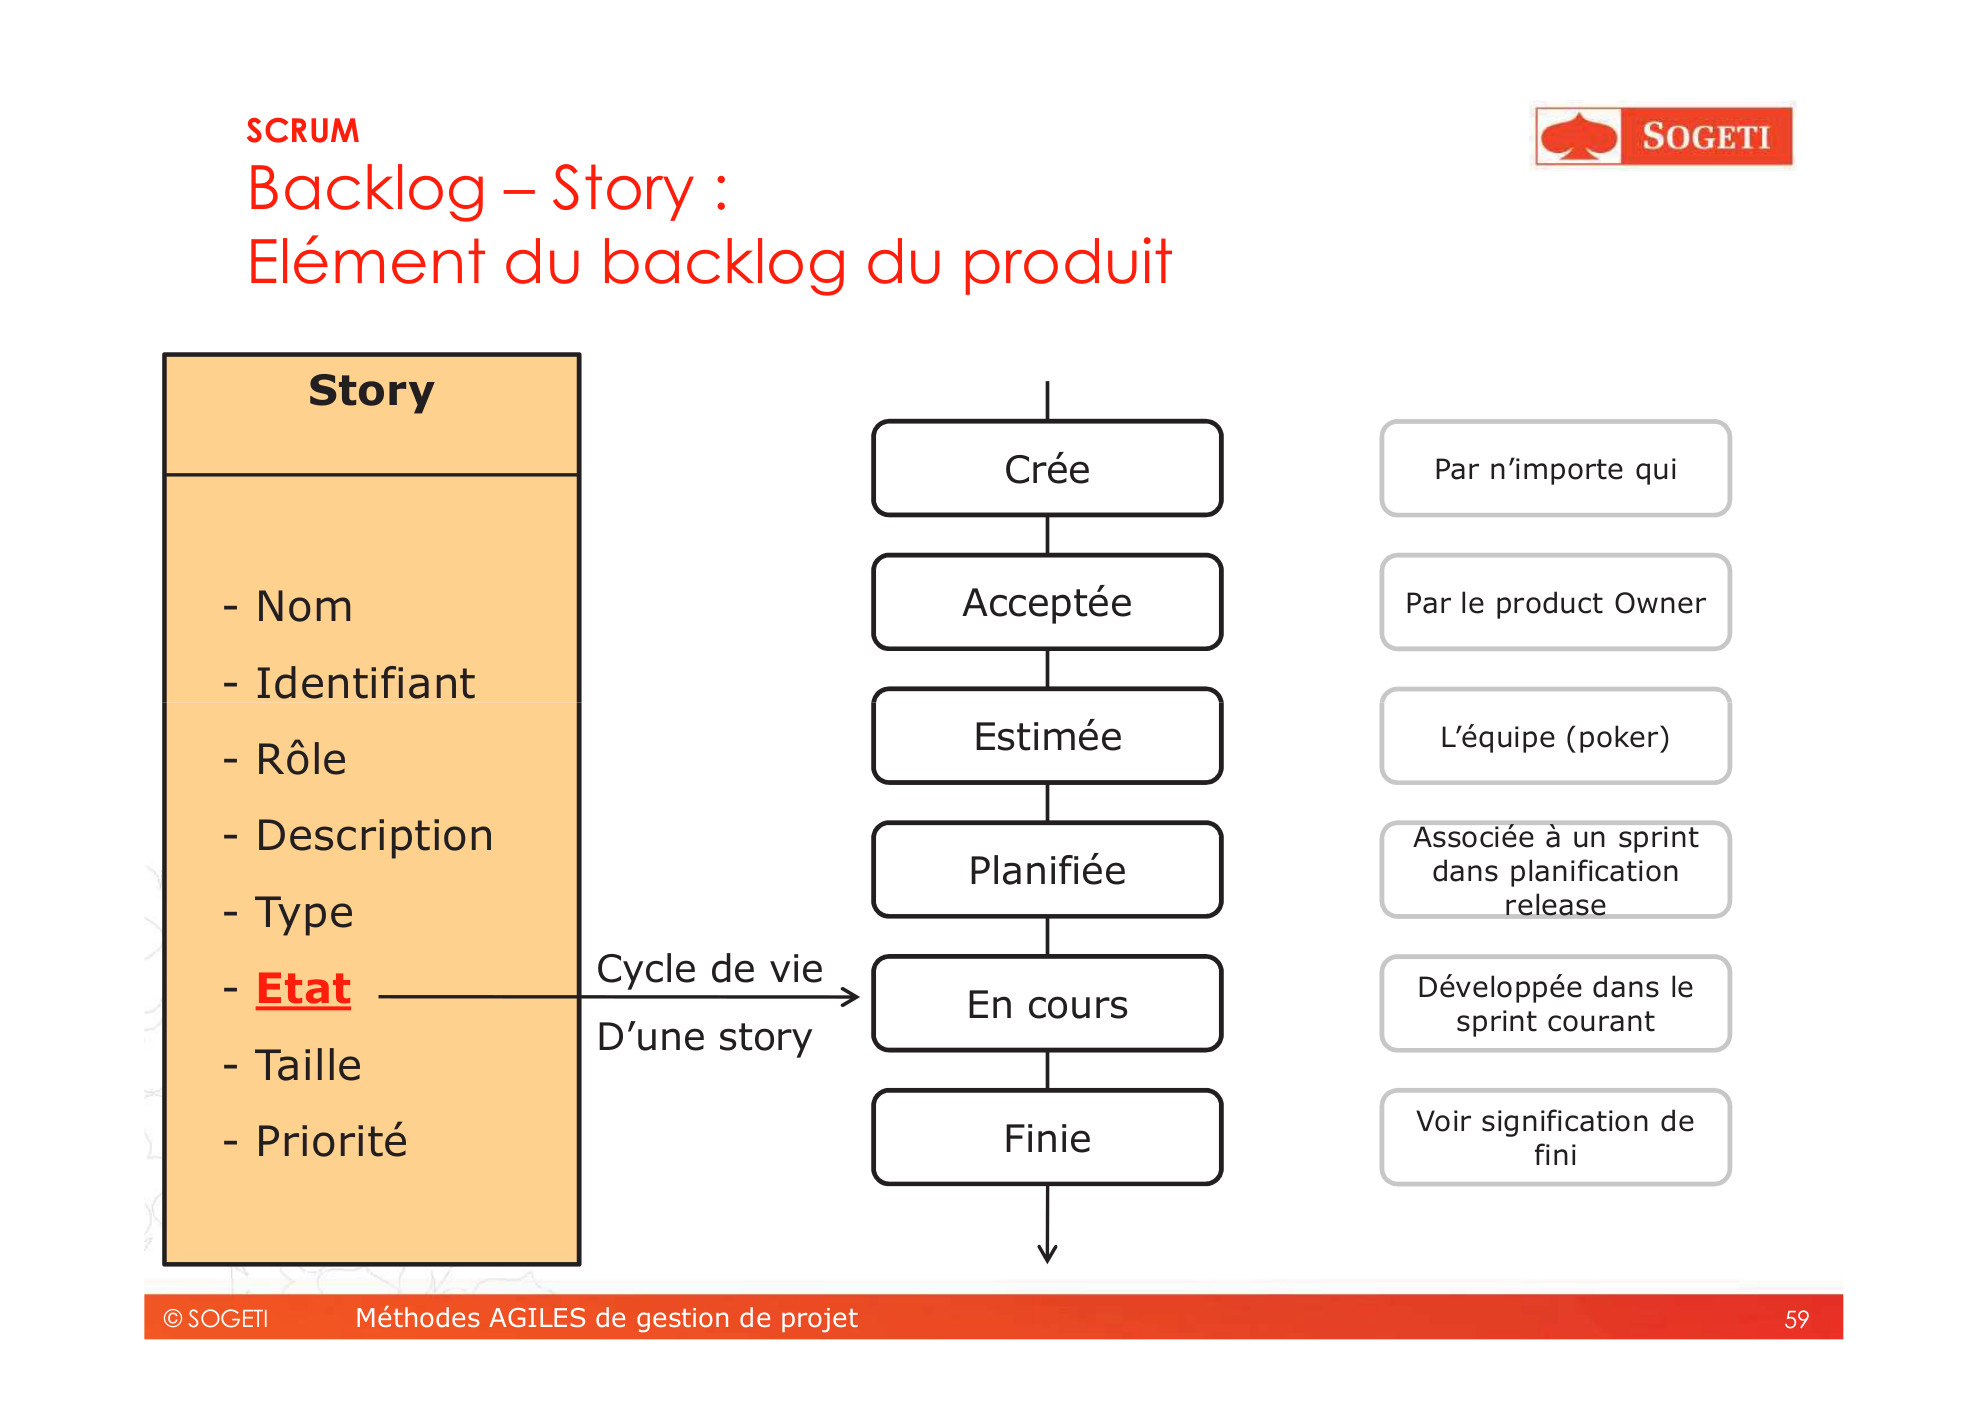 SCRUM
Backlog – Story :
Elément du backlog du produit
SOGETI
Story
- Nom
- Identifiant
- Rôle
- Description
- Type
- Etat
- Taille
- Priorité
Cycle de vie
D’une story
Crée
Acceptée
Estimée
Planifiée
En cours
Finie
Par n’importe qui
Par le product Owner
L’équipe (poker)
Associée à un sprint
dans planification
release
Développée dans le
sprint courant
Voir signification de
fini
© SOGETI
Méthodes AGILES de gestion de projet
59